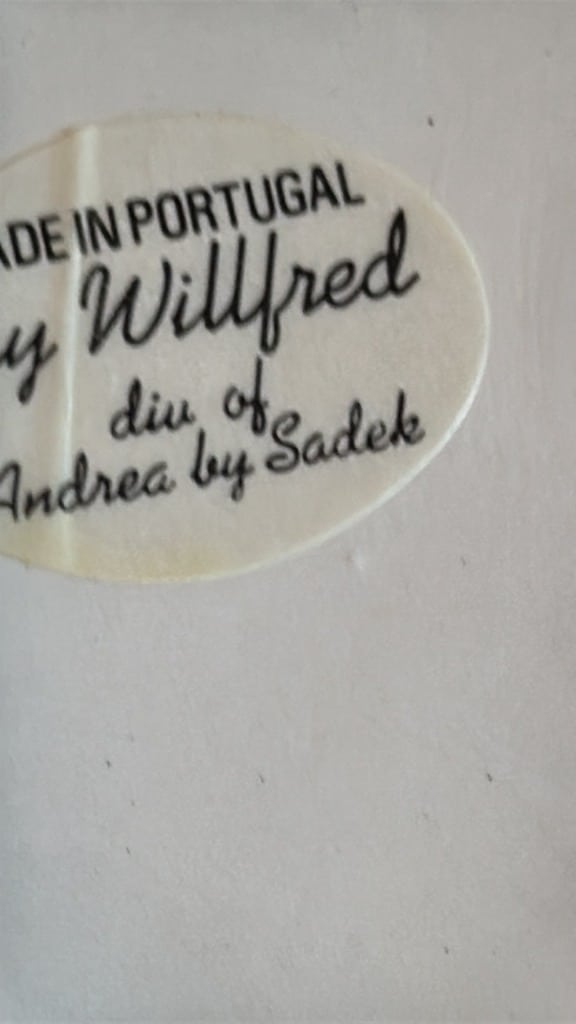 ADE IN PORTUGAL
y Willfred
div of
Andrea by Sadek